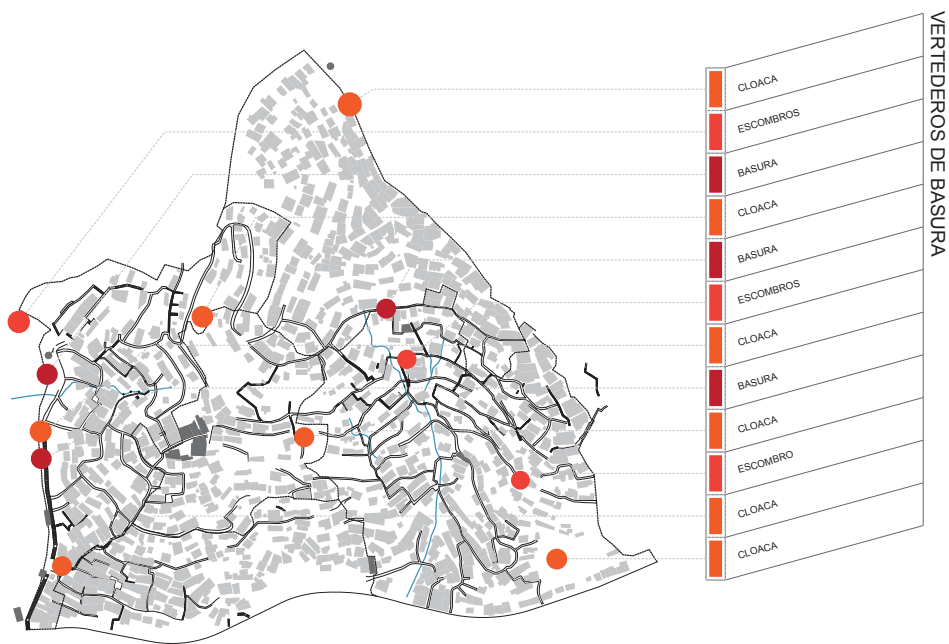 VERTEDEROS DE BASURA
CLOACA
ESCOMBROS
BASURA
CLOACA
BASURA
ESCOMBROS
CLOACA
BASURA
CLOACA
ESCOMBRO
CLOACA
CLOACA